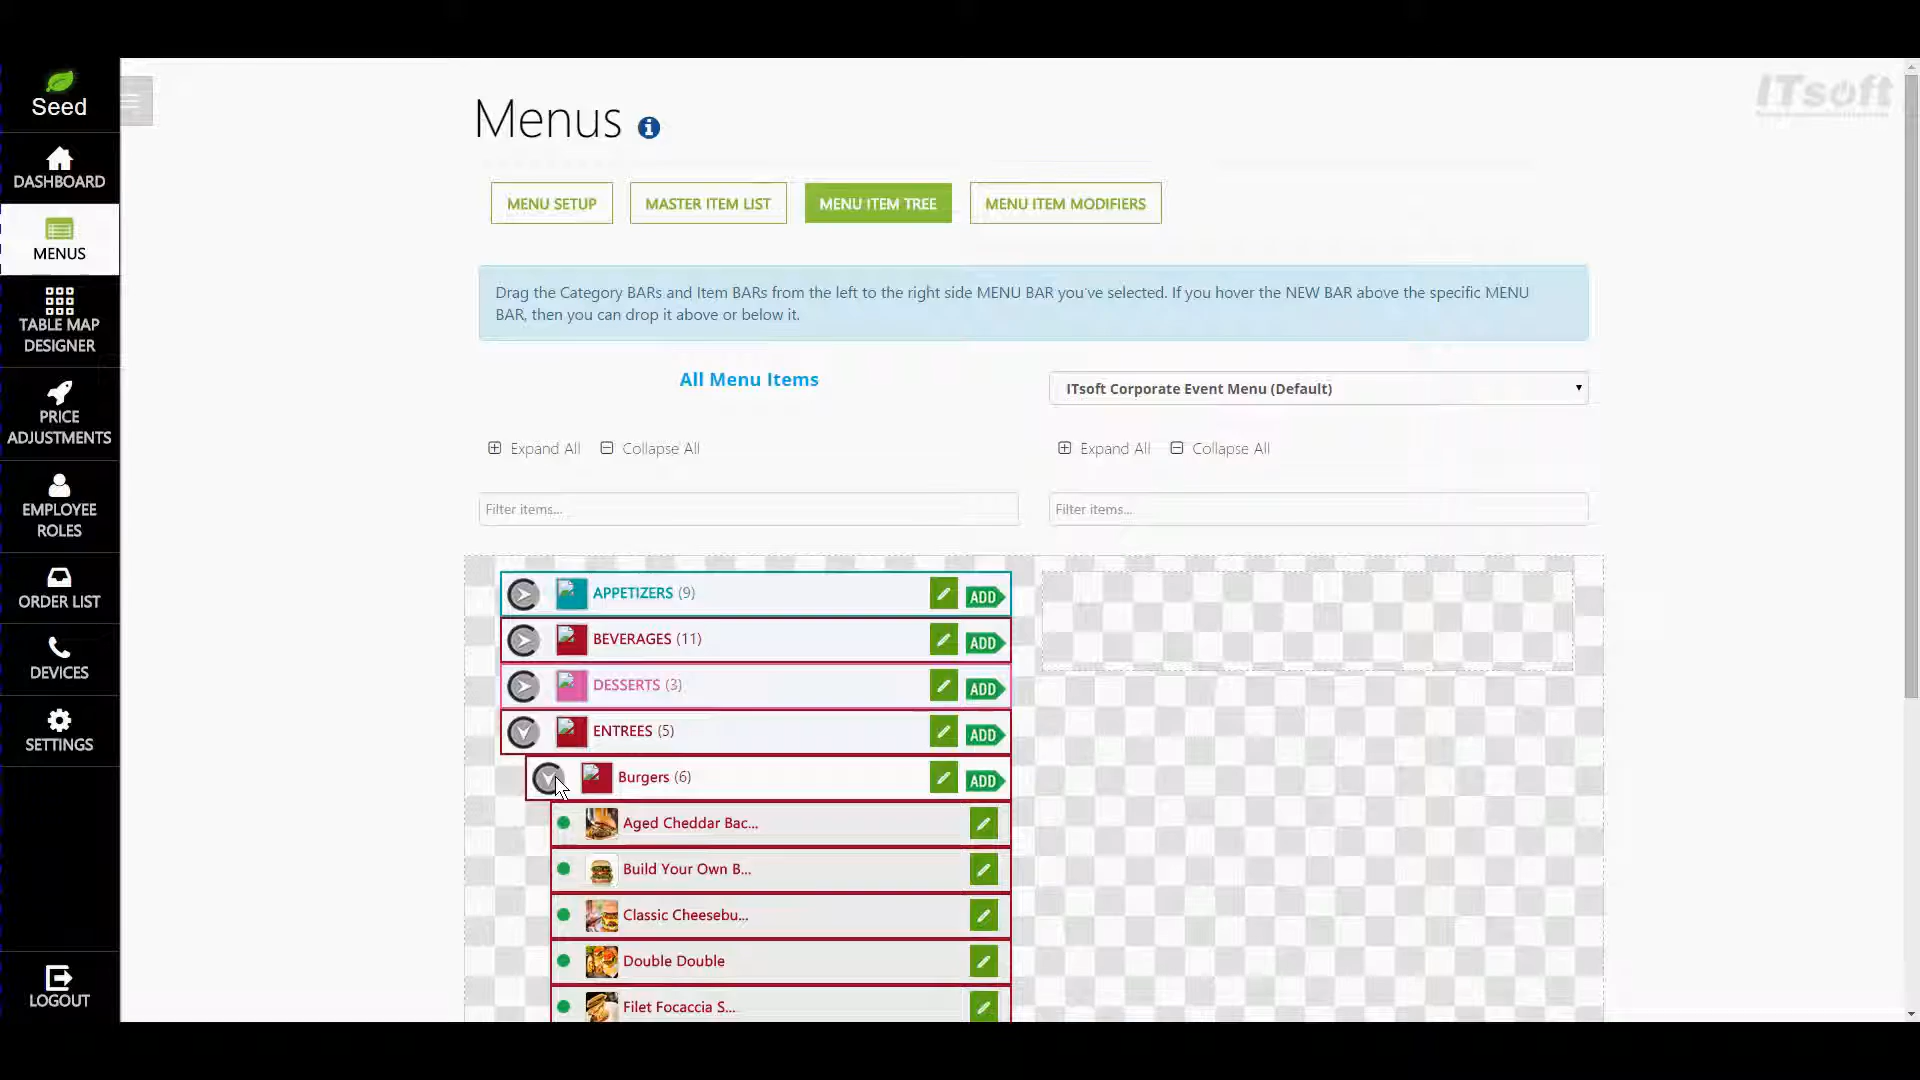 Seed
DASHBOARD
MENUS
TABLE MAP
DESIGNER
PRICE
ADJUSTMENTS
EMPLOYEE
ROLES
ORDER LIST
DEVICES
SETTINGS
LOGOUT
ITsoft
Menus
MENU SETUP
MASTER ITEM LIST
MENU ITEM TREE
MENU ITEM MODIFIERS
Drag the Category BARs and Item BARs from the left to the right side MENU BAR you've selected. If you hover the NEW BAR above the specific MENU
BAR, then you can drop it above or below it.
All Menu Items
ITsoft Corporate Event Menu (Default)
Expand All
Collapse All
Expand All
Collapse All
Filter items...
Filter items...
APPETIZERS (9)
ADD
BEVERAGES (11)
ADD
DESSERTS (3)
ADD
ENTREES (5)
ADD
Burgers (6)
ADD
Aged Cheddar Bac...
Build Your Own B...
Classic Cheesebu...
Double Double
Filet Focaccia S...